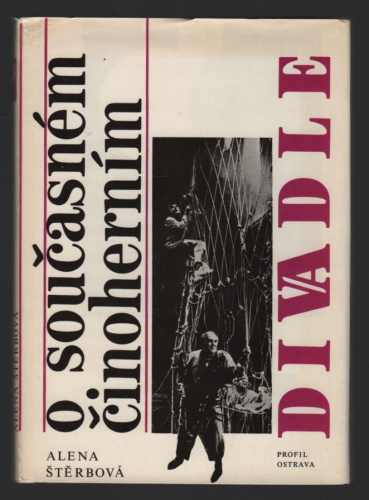 o současném
činoherním
DIVADLE
ALENA
ŠTĚRBOVÁ
PROFIL
OSTRAVA
ALENA ŠTĚRBOVÁ